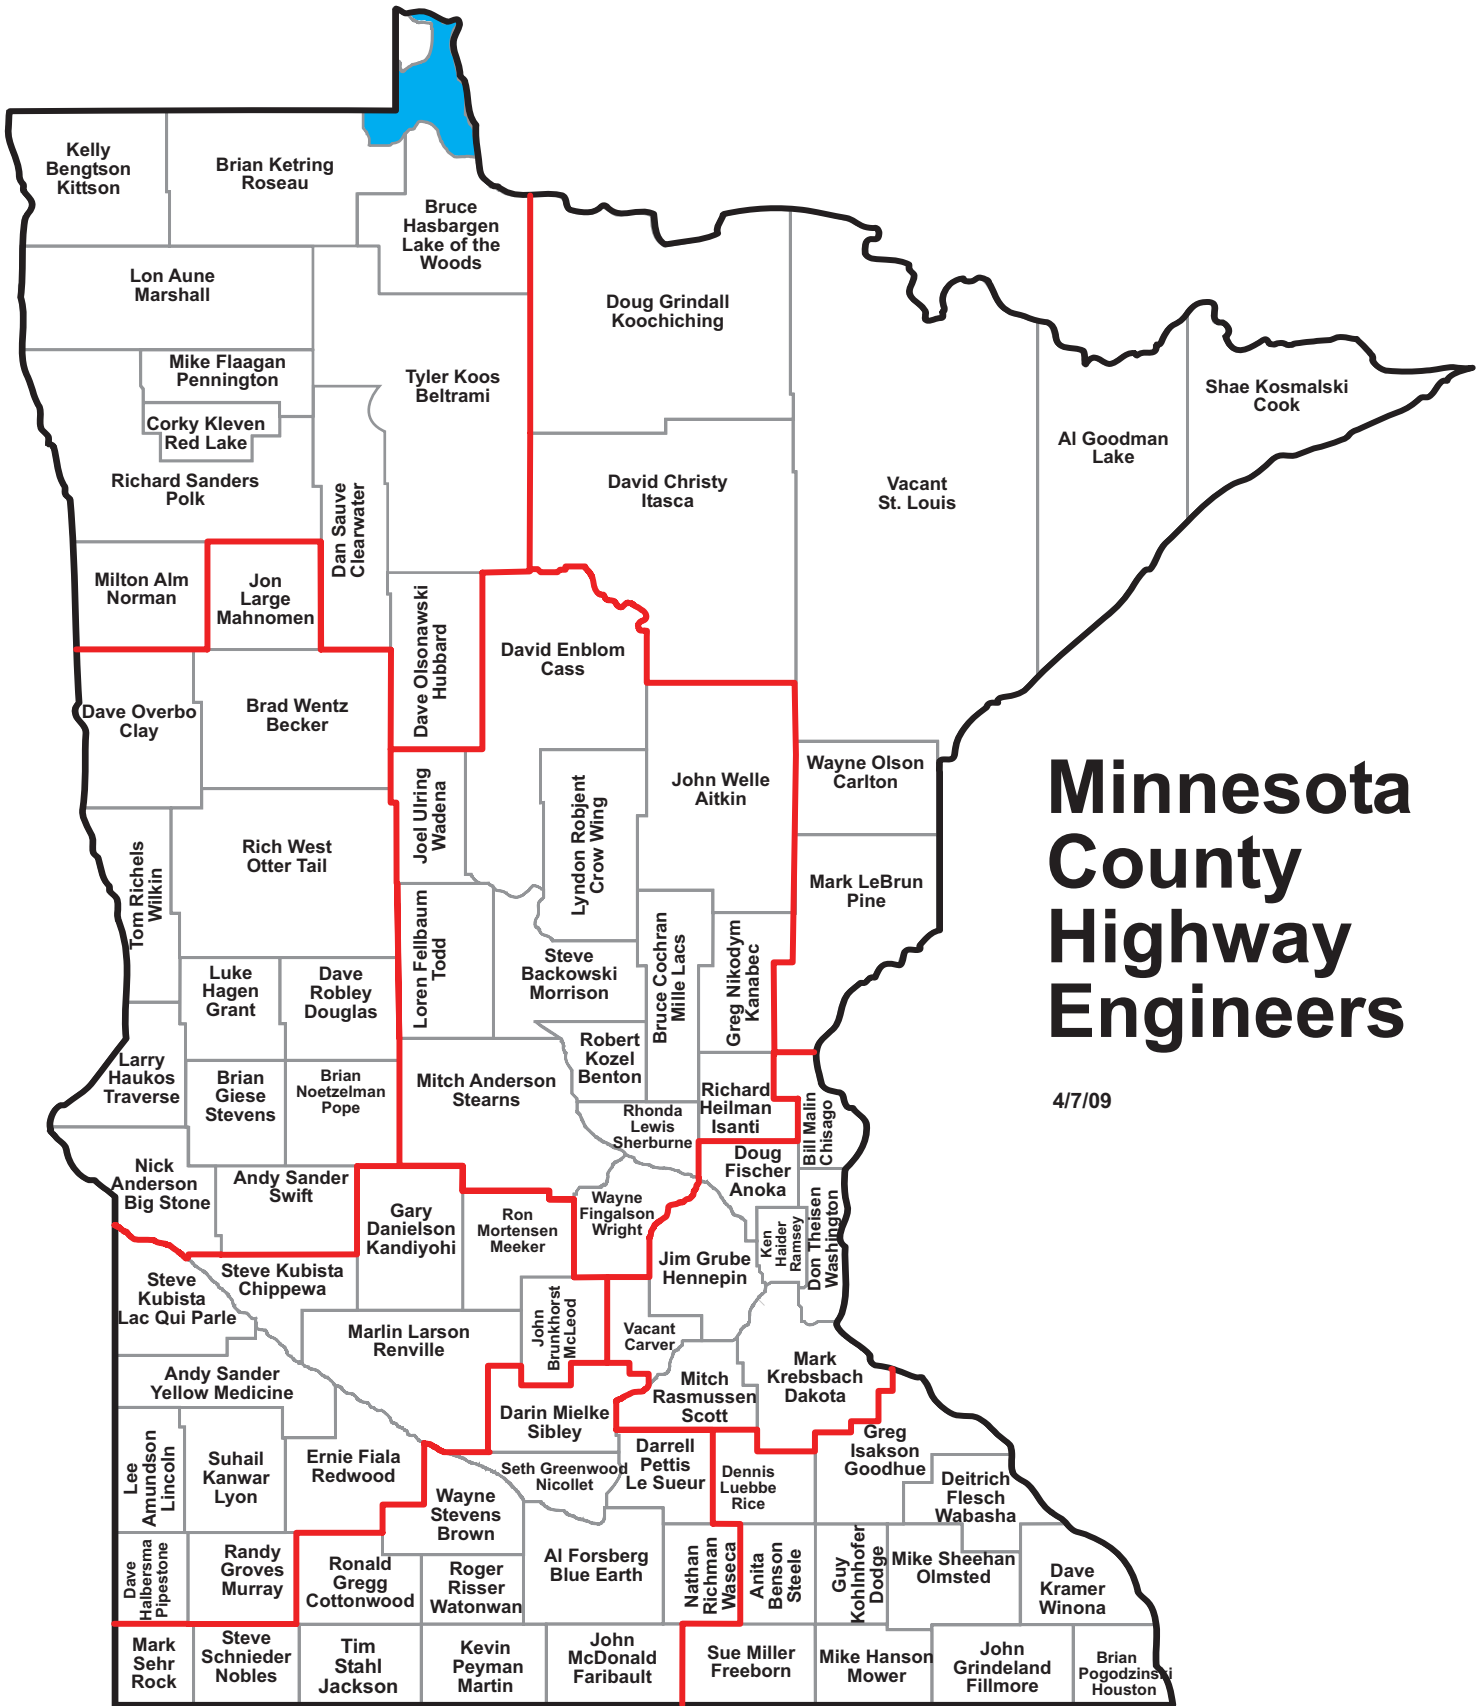 Kelly
Bengtson
Kittson
Brian Ketring
Roseau
Bruce
Hasbargen
Lake of the
Woods
Lon Aune
Marshall
Doug Grindall
Koochiching
Mike Flaagan
Pennington
Tyler Koos
Beltrami
Shae Kosmalski
Cook
Corky Kleven
Red Lake
Al Goodman
Lake
Richard Sanders
Polk
David Christy
Itasca
Vacant
St. Louis
Dan Sauve
Clearwater
Milton Alm
Norman
Jon
Large
Mahnomen
Dave Olsonawski
Hubbard
David Enblom
Cass
Dave Overbo
Clay
Brad Wentz
Becker
John Welle
Aitkin
Wayne Olson
Carlton
Minnesota
County
Highway
Engineers
4/7/09
Joel Ulring
Wadena
Lyndon Robjent
Crow Wing
Rich West
Otter Tail
Tom Richels
Wilkin
Mark LeBrun
Pine
Loren Fellbaum
Todd
Steve
Backowski
Morrison
Bruce Cochran
Mille Lacs
Greg Nikodym
Kanabec
Luke
Hagen
Grant
Dave
Robley
Douglas
Larry
Haukos
Traverse
Brian
Giese
Stevens
Brian
Noetzelman
Pope
Mitch Anderson
Stearns
Robert
Kozel
Benton
Rhonda
Lewis
Sherburne
Richard
Heilman
Isanti
Bill Malin
Chisago
Nick
Anderson
Big Stone
Andy Sander
Swift
Gary
Danielson
Kandiyohi
Ron
Mortensen
Meeker
Wayne
Fingalson
Wright
Doug
Fischer
Anoka
Ken
Haider
Ramsey
Don Theisen
Washington
Jim Grube
Hennepin
Steve
Kubista
Lac Qui Parle
Steve Kubista
Chippewa
Marlin Larson
Renville
John
Brunkhorst
McLeod
Vacant
Carver
Mitch
Rasmussen
Scott
Mark
Krebsbach
Dakota
Andy Sander
Yellow Medicine
Darin Mielke
Sibley
Lee
Amundson
Lincoln
Suhail
Kanwar
Lyon
Ernie Fiala
Redwood
Seth Greenwood
Nicollet
Darrell
Pettis
Le Sueur
Dennis
Luebbe
Rice
Greg
Isakson
Goodhue
Deitrich
Flesch
Wabasha
Wayne
Stevens
Brown
Dave
Halbersma
Pipestone
Randy
Groves
Murray
Ronald
Gregg
Cottonwood
Roger
Risser
Watonwan
Al Forsberg
Blue Earth
Nathan
Richman
Waseca
Anita
Benson
Steele
Guy
Kohlnhofer
Dodge
Mike Sheehan
Olmsted
Dave
Kramer
Winona
Mark
Sehr
Rock
Steve
Schnieder
Nobles
Tim
Stahl
Jackson
Kevin
Peyman
Martin
John
McDonald
Faribault
Sue Miller
Freeborn
Mike Hanson
Mower
John
Grindeland
Fillmore
Brian
Pogodzinski
Houston